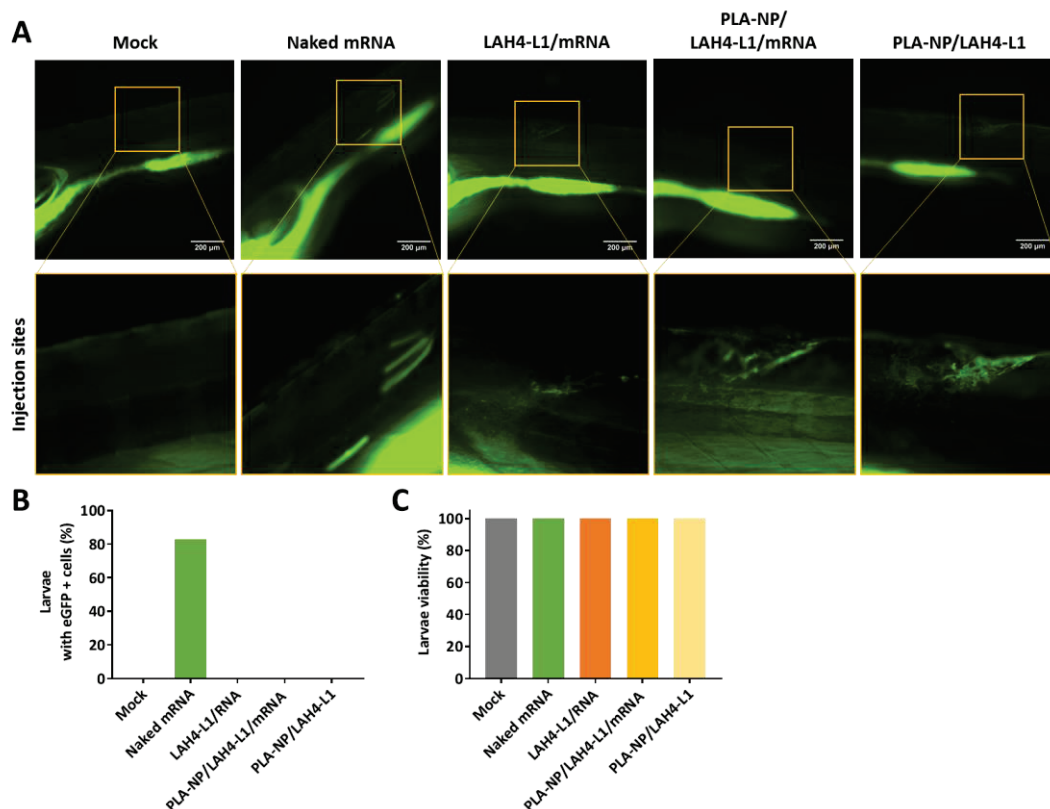 A
Mock
Naked mRNA
LAH4-L1/mRNA
PLA-NP/
LAH4-L1/mRNA
PLA-NP/LAH4-L1
200 µm
200 µm
200 µm
200 µm
200 µm
Injection sites
B
Larvae
with eGFP + cells (%)
100
80
60
40
20
0
Mock
Naked mRNA
LAH4-L1/RNA
PLA-NP/LAH4-L1/mRNA
PLA-NP/LAH4-L1
C
Larvae viability (%)
100
80
60
40
20
0
Mock
Naked mRNA
LAH4-L1/RNA
PLA-NP/LAH4-L1/mRNA
PLA-NP/LAH4-L1